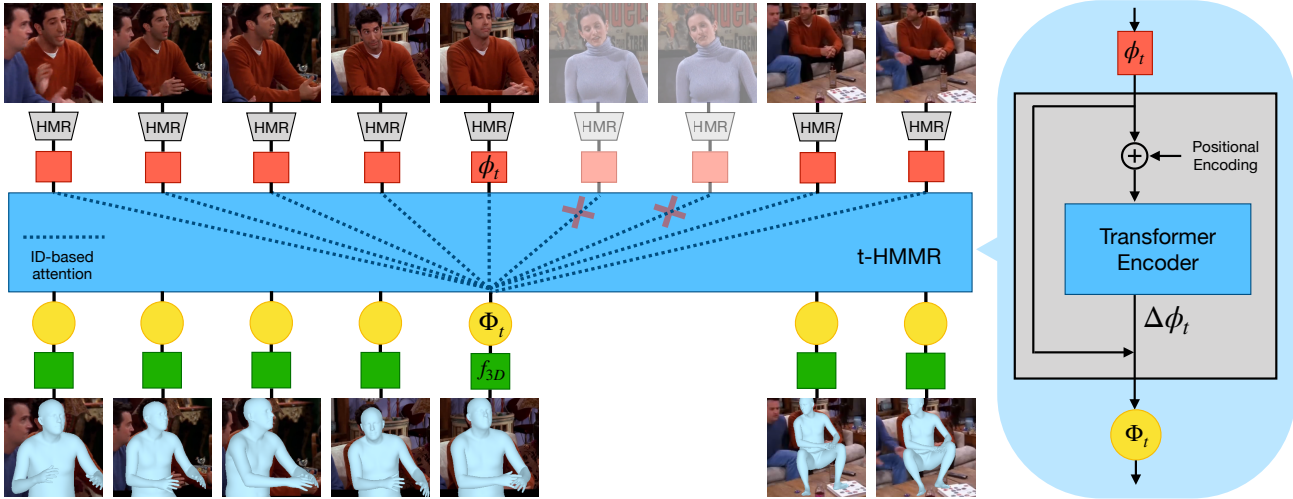 HMR HMR HMR HMR HMR HMR HMR HMR HMR
ϕₜ
ID-based
attention
t-HMMR
Φₜ
f₃D
ϕₜ
Positional
Encoding
Transformer
Encoder
Δϕₜ
Φₜ